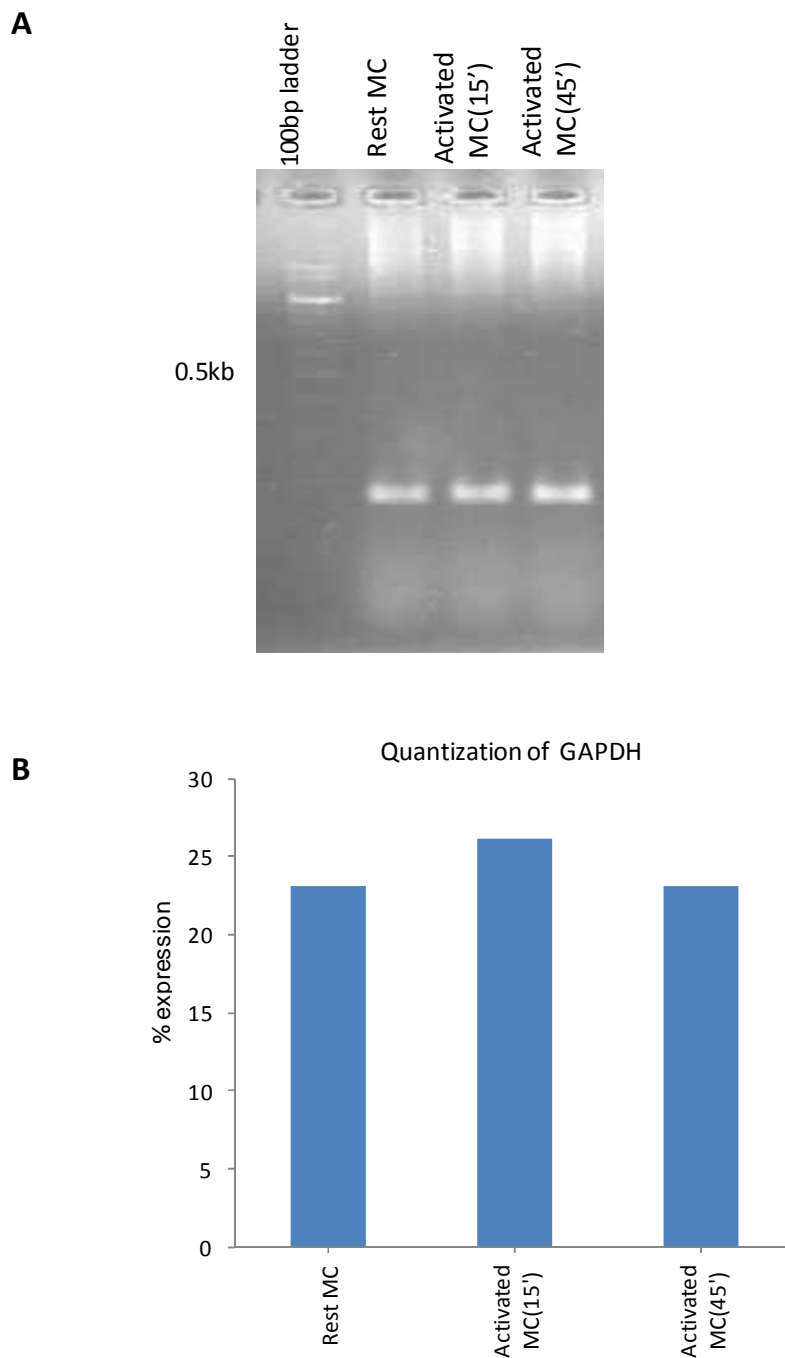 A
100bp ladder
Rest MC
Activated
MC(15’)
Activated
MC(45’)
0.5kb
B
Quantization of GAPDH
% expression
30
25
20
15
10
5
0
Rest MC
Activated
MC(15')
Activated
MC(45')